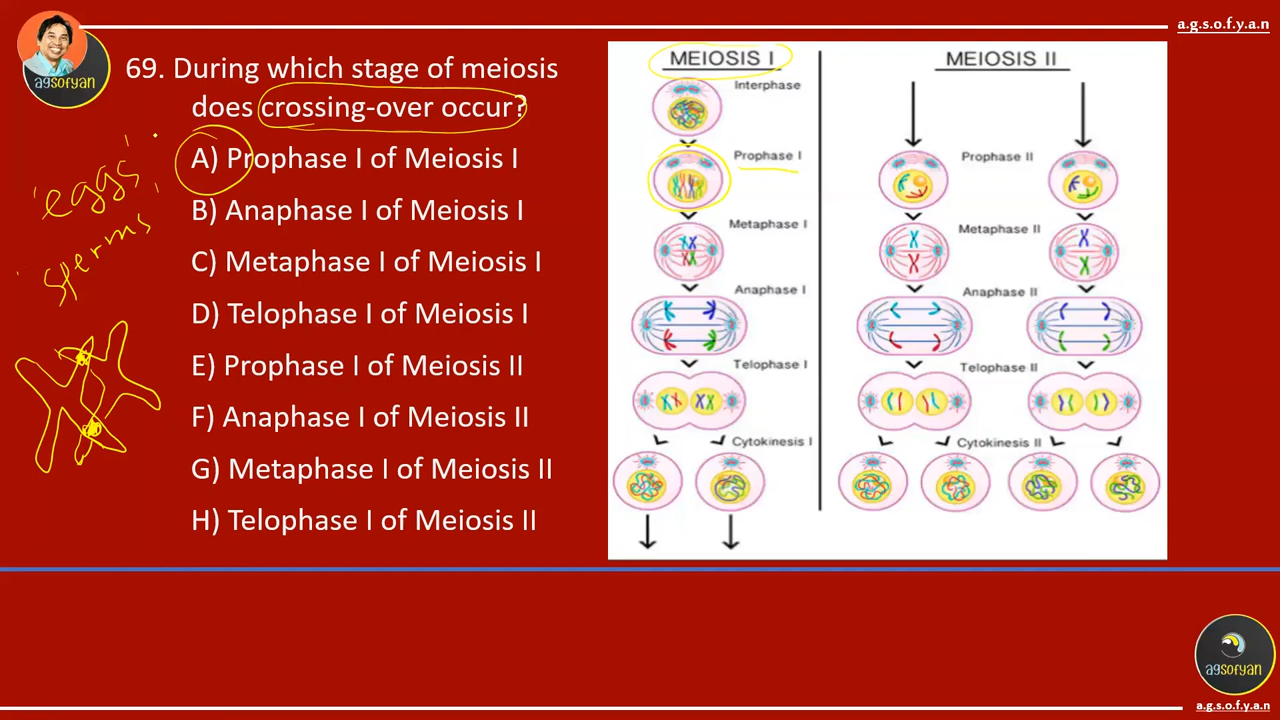 a.g.s.o.f.y.a.n
agsofyan
69. During which stage of meiosis
does crossing-over occur?
A) Prophase I of Meiosis I
B) Anaphase I of Meiosis I
C) Metaphase I of Meiosis I
D) Telophase I of Meiosis I
E) Prophase I of Meiosis II
F) Anaphase I of Meiosis II
G) Metaphase I of Meiosis II
H) Telophase I of Meiosis II
'eggs'
'sperms'
MEIOSIS I
Interphase
Prophase I
Metaphase I
Anaphase I
Telophase I
Cytokinesis I
MEIOSIS II
Prophase II
Metaphase II
Anaphase II
Telophase II
Cytokinesis II
agsofyan
a.g.s.o.f.y.a.n